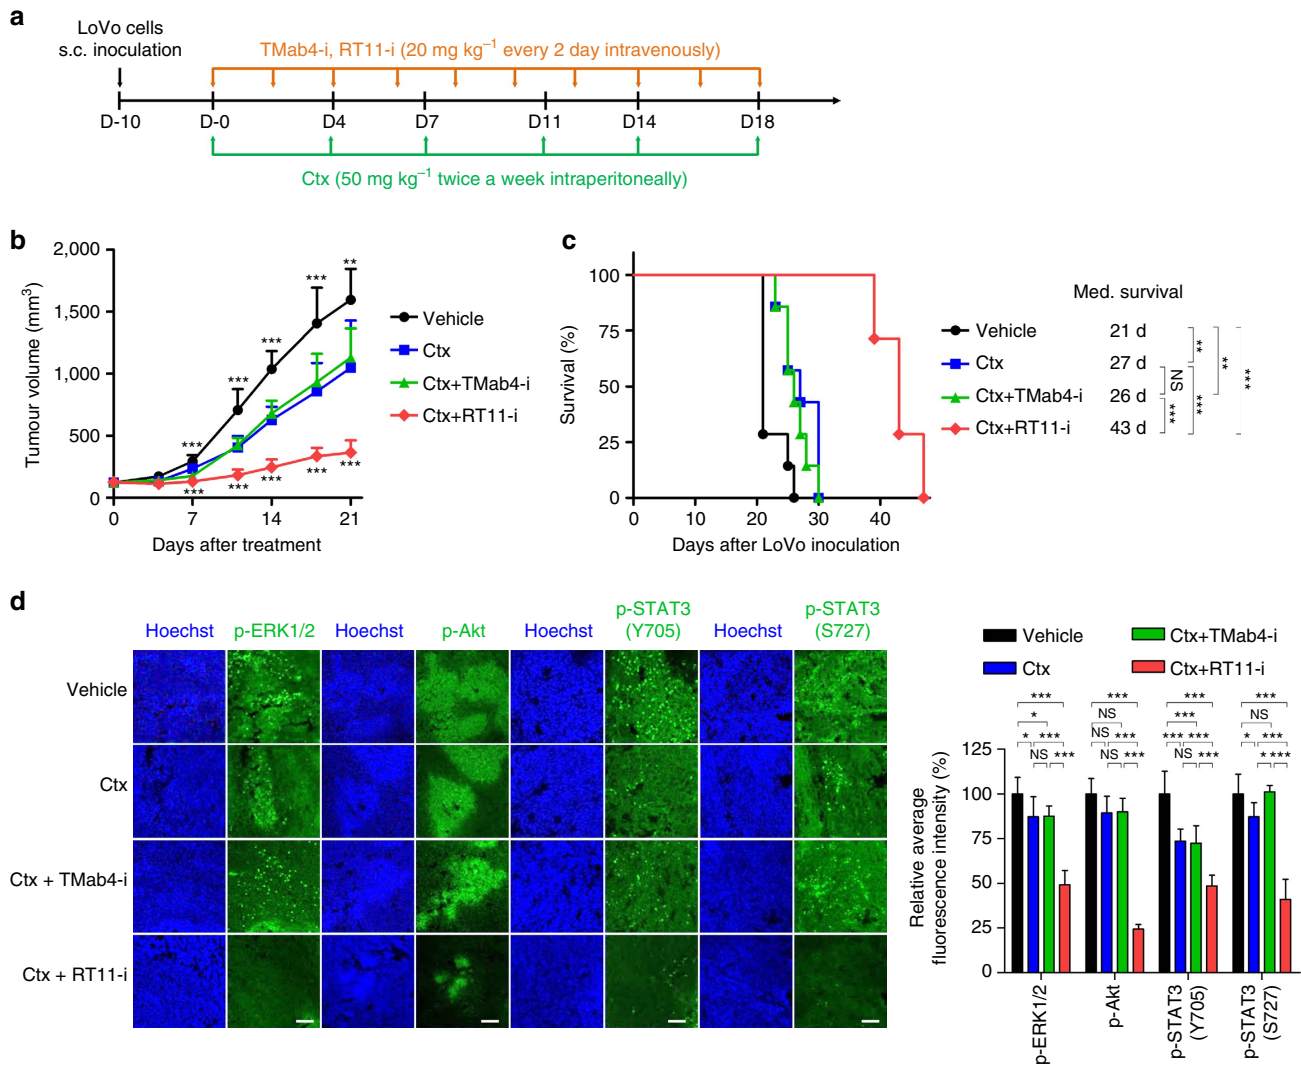 a
LoVo cells
s.c. inoculation
TMab4-i, RT11-i (20 mg kg⁻¹ every 2 day intravenously)
D-10 D-0 D4 D7 D11 D14 D18
Ctx (50 mg kg⁻¹ twice a week intraperitoneally)
b
Tumour volume (mm³)
2,000
1,500
1,000
500
0
*** *** *** *** **
*** *** *** *** ***
0 7 14 21
Days after treatment
Vehicle
Ctx
Ctx+TMab4-i
Ctx+RT11-i
c
Survival (%)
100
75
50
25
0
0 10 20 30 40
Days after LoVo inoculation
Med. survival
Vehicle 21 d
Ctx 27 d
Ctx+TMab4-i 26 d
Ctx+RT11-i 43 d
** NS *** *** ** ***
d
Hoechst p-ERK1/2 Hoechst p-Akt Hoechst p-STAT3 (Y705) Hoechst p-STAT3 (S727)
Vehicle
Ctx
Ctx + TMab4-i
Ctx + RT11-i
Vehicle Ctx+TMab4-i
Ctx Ctx+RT11-i
*** *** *** ***
* NS *** NS
* *** NS *** *** *** * ***
NS *** NS *** NS *** * ***
Relative average
fluorescence intensity (%)
125
100
75
50
25
0
p-ERK1/2
p-Akt
p-STAT3
(Y705)
p-STAT3
(S727)